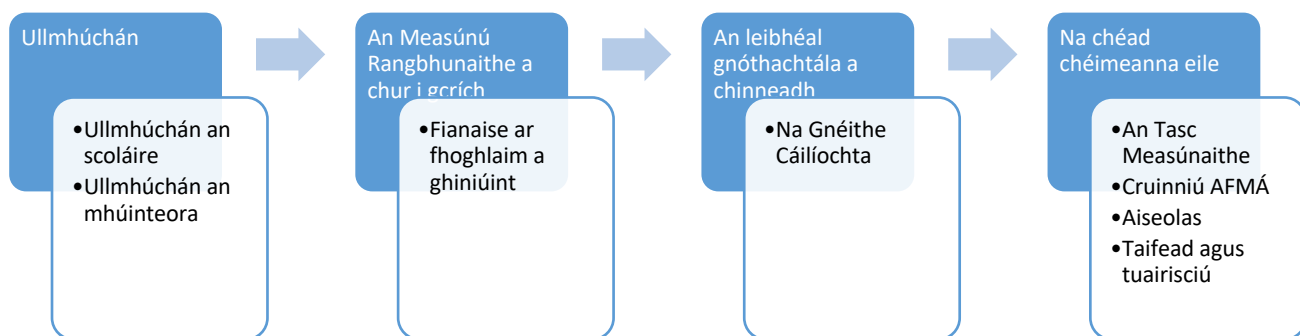 Ullmhúchán
•Ullmhúchán an
scoláire
•Ullmhúchán an
mhúinteora
An Measúnú
Rangbhunaithe a
chur i gcrích
•Fianaise ar
fhoghlaim a
ghiniúint
An leibhéal
gnóthachtála a
chinneadh
•Na Gnéithe
Cáilíochta
Na chéad
chéimeanna eile
•An Tasc
Measúnaithe
•Cruinniú AFMÁ
•Aiseolas
•Taifead agus
tuairisciú